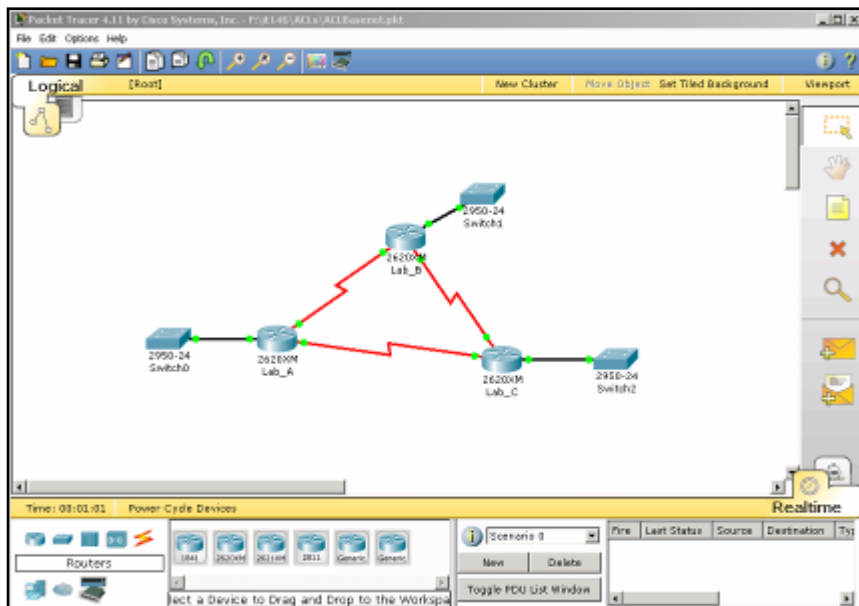 Packet Tracer 4.11 by Cisco Systems, Inc. - F:\it146\ACLs\ACLBasenet.pkt
File Edit Options Help
Logical
[Root]
New Cluster
Move Object
Set Tiled Background
Viewport
2950-24
Switch1
2620XM
Lab_B
2950-24
Switch0
2620XM
Lab_A
2620XM
Lab_C
2950-24
Switch2
Time: 00:01:01
Power Cycle Devices
Realtime
Routers
1841
2620XM
2621XM
2811
Generic
Generic
lect a Device to Drag and Drop to the Workspa
Scenario 0
New
Delete
Toggle PDU List Window
Fire
Last Status
Source
Destination
Typ